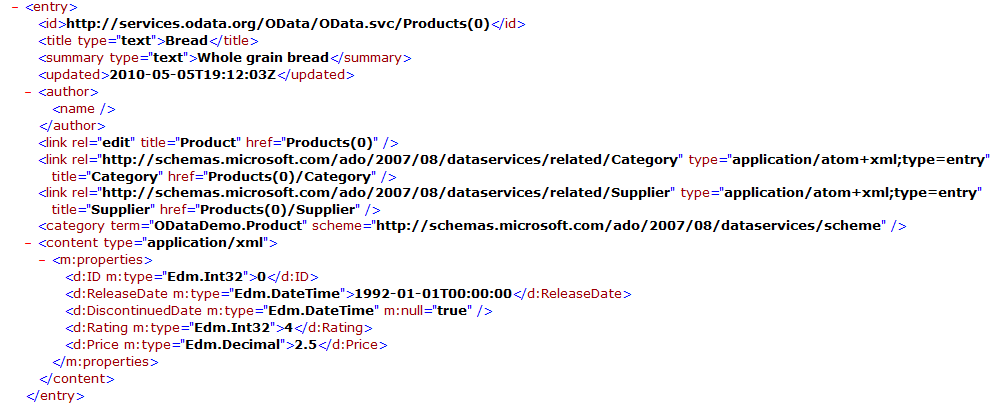 − <entry>
<id>http://services.odata.org/OData/OData.svc/Products(0)</id>
<title type="text">Bread</title>
<summary type="text">Whole grain bread</summary>
<updated>2010-05-05T19:12:03Z</updated>
− <author>
<name />
</author>
<link rel="edit" title="Product" href="Products(0)" />
<link rel="http://schemas.microsoft.com/ado/2007/08/dataservices/related/Category" type="application/atom+xml;type=entry"
title="Category" href="Products(0)/Category" />
<link rel="http://schemas.microsoft.com/ado/2007/08/dataservices/related/Supplier" type="application/atom+xml;type=entry"
title="Supplier" href="Products(0)/Supplier" />
<category term="ODataDemo.Product" scheme="http://schemas.microsoft.com/ado/2007/08/dataservices/scheme" />
− <content type="application/xml">
− <m:properties>
<d:ID m:type="Edm.Int32">0</d:ID>
<d:ReleaseDate m:type="Edm.DateTime">1992-01-01T00:00:00</d:ReleaseDate>
<d:DiscontinuedDate m:type="Edm.DateTime" m:null="true" />
<d:Rating m:type="Edm.Int32">4</d:Rating>
<d:Price m:type="Edm.Decimal">2.5</d:Price>
</m:properties>
</content>
</entry>